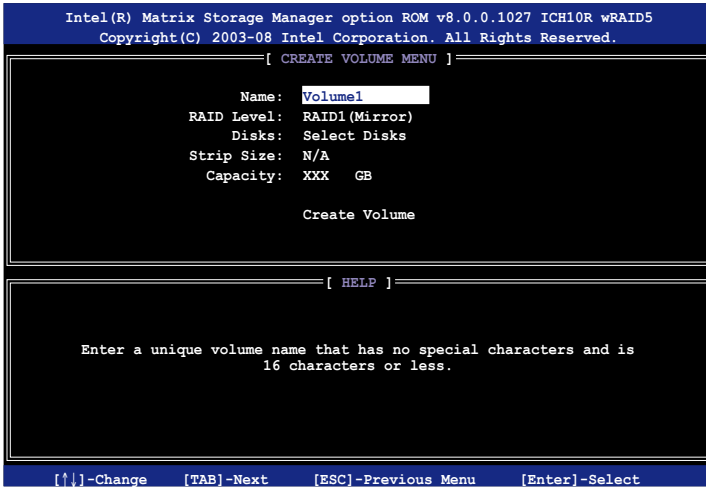 Intel(R) Matrix Storage Manager option ROM v8.0.0.1027 ICH10R wRAID5
Copyright(C) 2003-08 Intel Corporation. All Rights Reserved.
[ CREATE VOLUME MENU ]
Name: Volume1
RAID Level: RAID1(Mirror)
Disks: Select Disks
Strip Size: N/A
Capacity: XXX GB
Create Volume
[ HELP ]
Enter a unique volume name that has no special characters and is
16 characters or less.
[↑↓]-Change [TAB]-Next [ESC]-Previous Menu [Enter]-Select